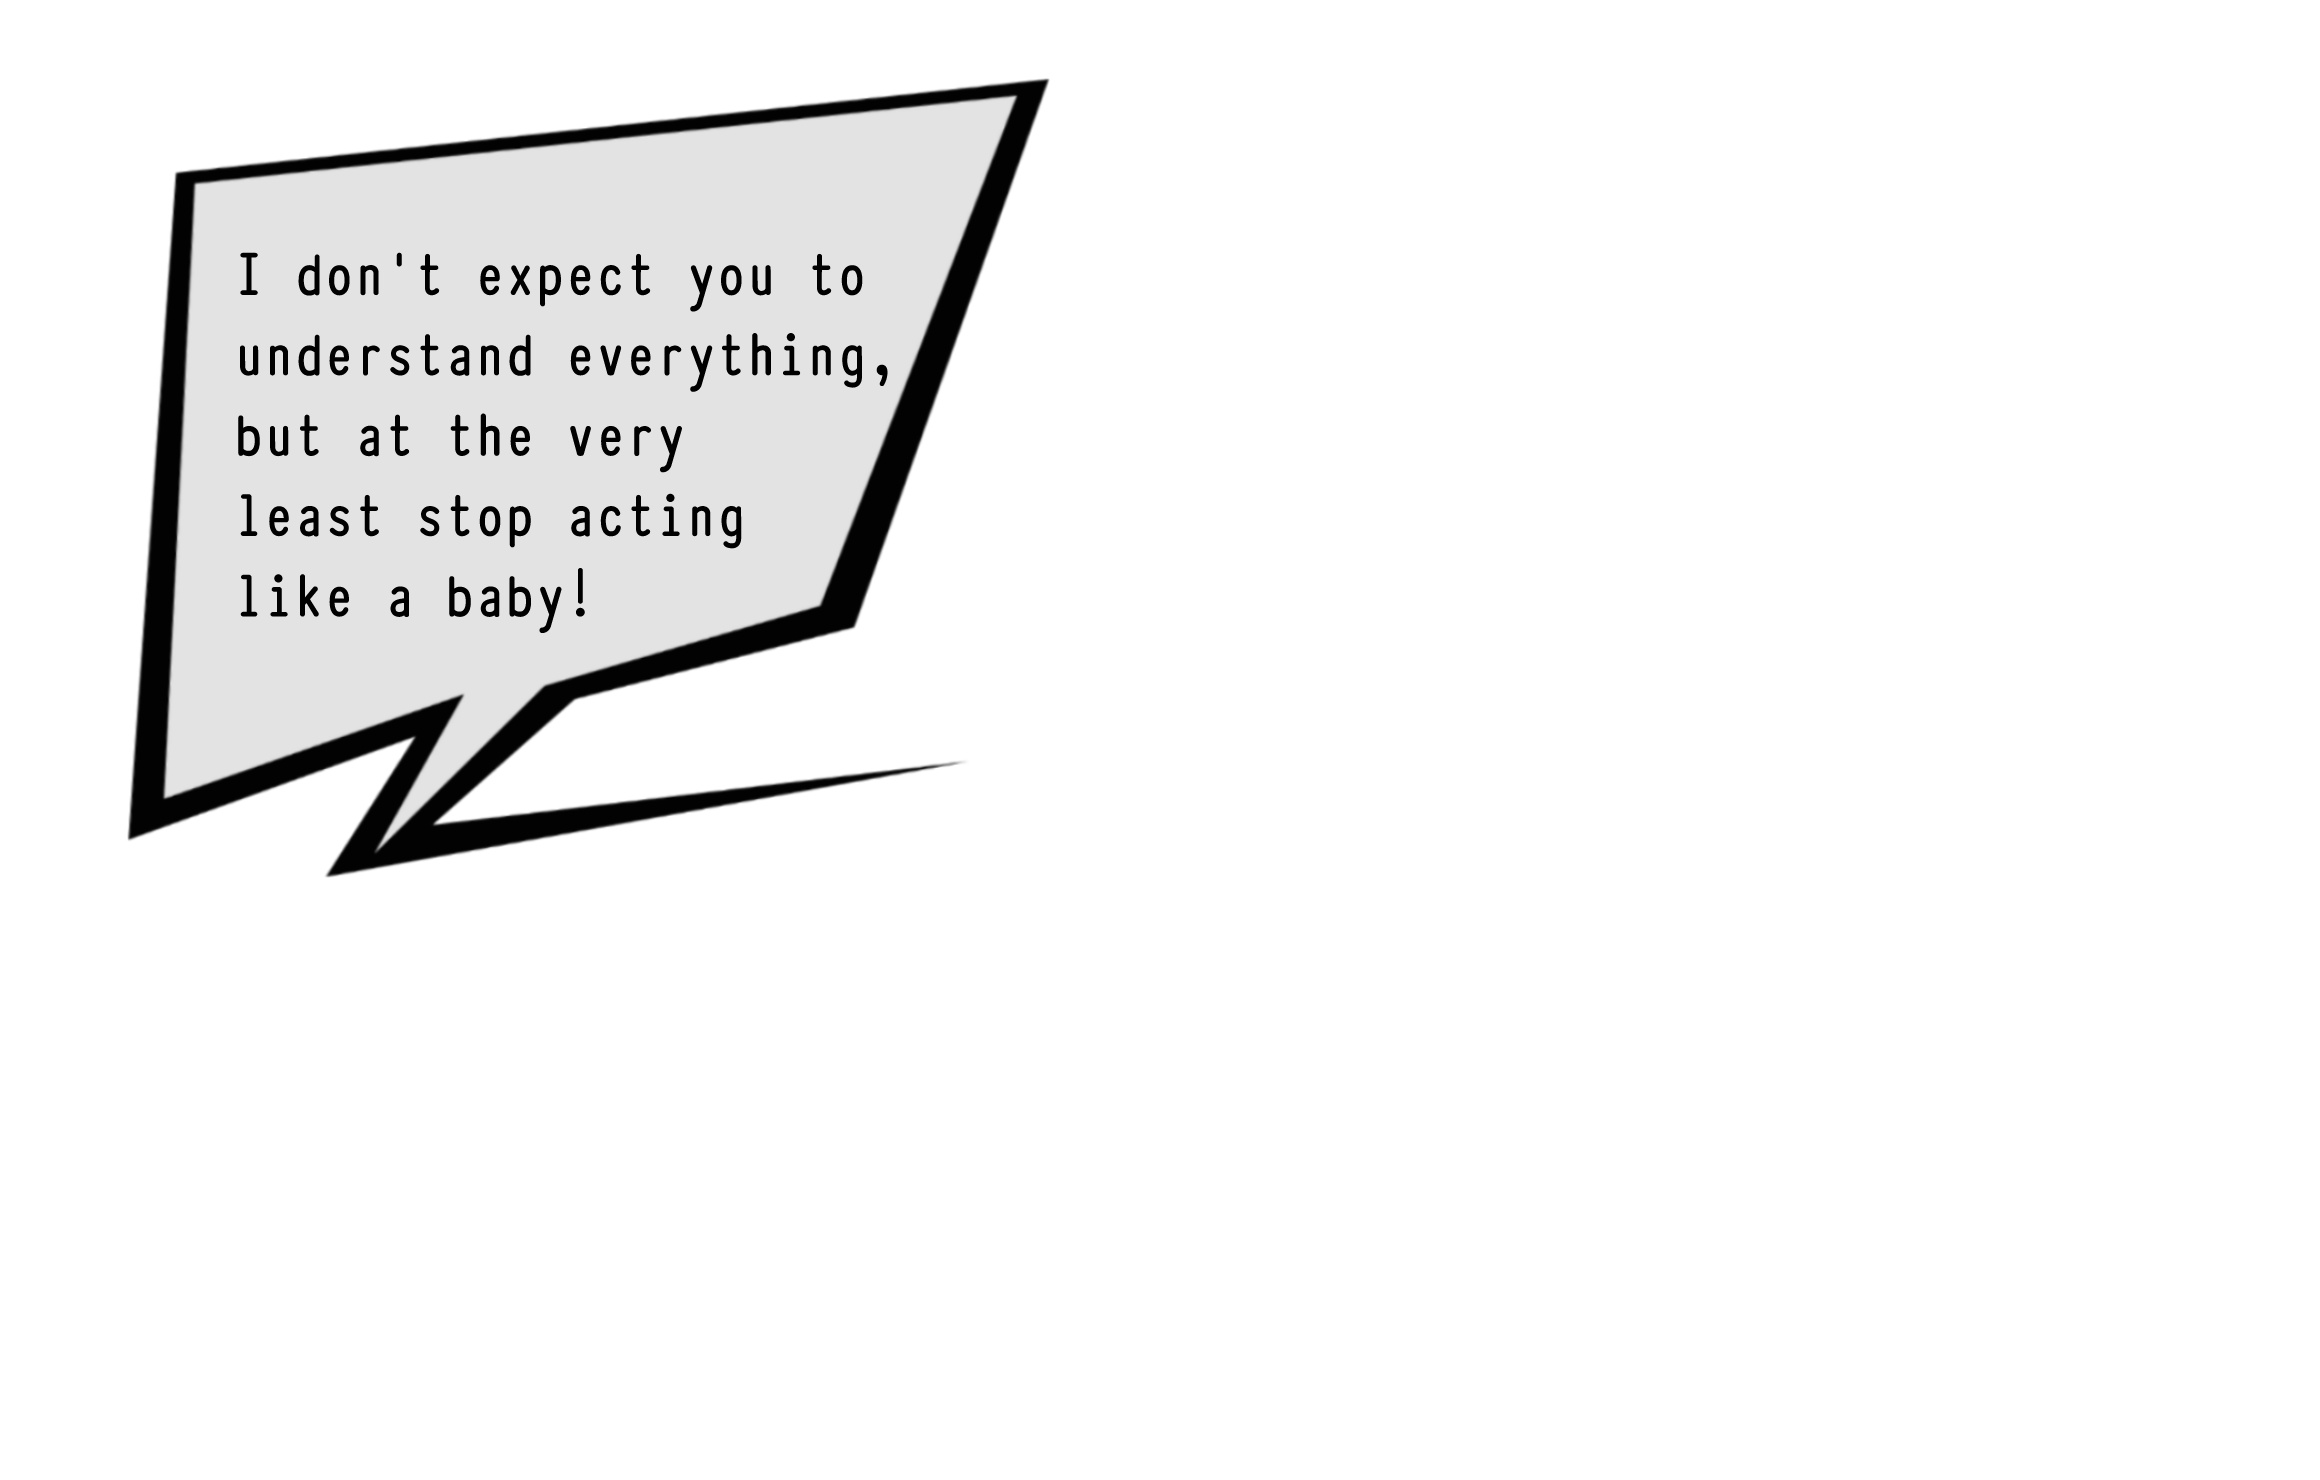 I don't expect you to
understand everything,
but at the very
least stop acting
like a baby!